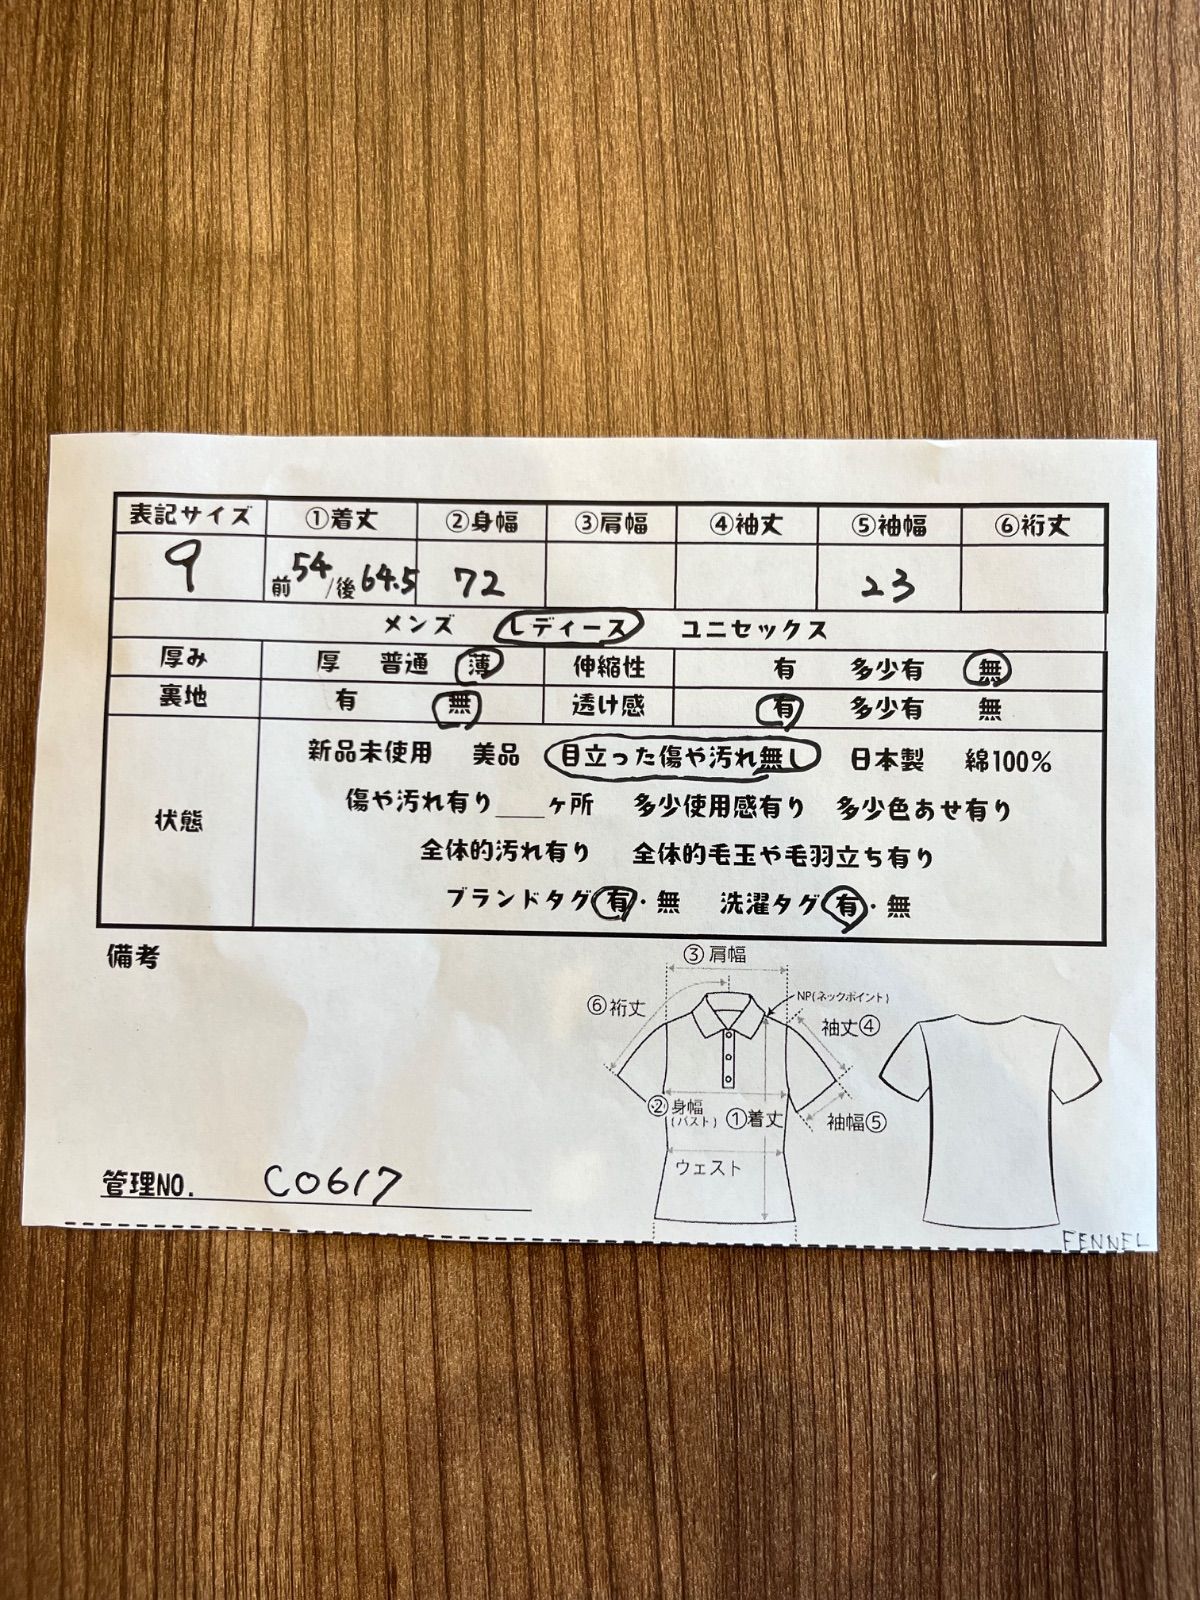 表記サイズ ①着丈 ②身幅 ③肩幅 ④袖丈 ⑤袖幅 ⑥裄丈
9 前54/後64.5 72 23
メンズ レディース ユニセックス
厚み 厚 普通 薄 伸縮性 有 多少有 無
裏地 有 無 透け感 有 多少有 無
状態
新品未使用 美品 目立った傷や汚れ無し 日本製 綿100%
傷や汚れ有り___ヶ所 多少使用感有り 多少色あせ有り
全体的汚れ有り 全体的毛玉や毛羽立ち有り
ブランドタグ 有・無 洗濯タグ 有・無
備考
③肩幅
⑥裄丈
NP(ネックポイント)
袖丈④
②身幅
(バスト)
①着丈
袖幅⑤
ウェスト
管理NO. C0617
FENNEL